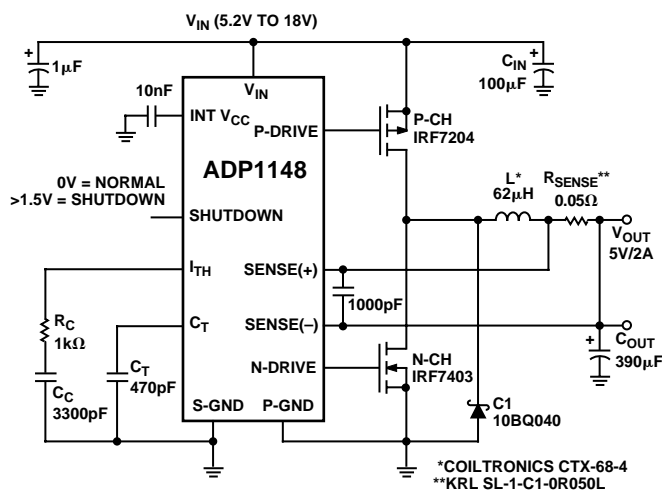 VIN (5.2V TO 18V)
+
1µF
10nF
VIN
INT VCC
P-DRIVE
ADP1148
P-CH
IRF7204
+
CIN
100µF
0V = NORMAL
>1.5V = SHUTDOWN
SHUTDOWN
L*
62µH
RSENSE**
0.05Ω
VOUT
5V/2A
ITH
SENSE(+)
1000pF
RC
1kΩ
CT
SENSE(–)
CC
3300pF
CT
470pF
N-DRIVE
N-CH
IRF7403
+
COUT
390µF
S-GND
P-GND
C1
10BQ040
*COILTRONICS CTX-68-4
**KRL SL-1-C1-0R050L